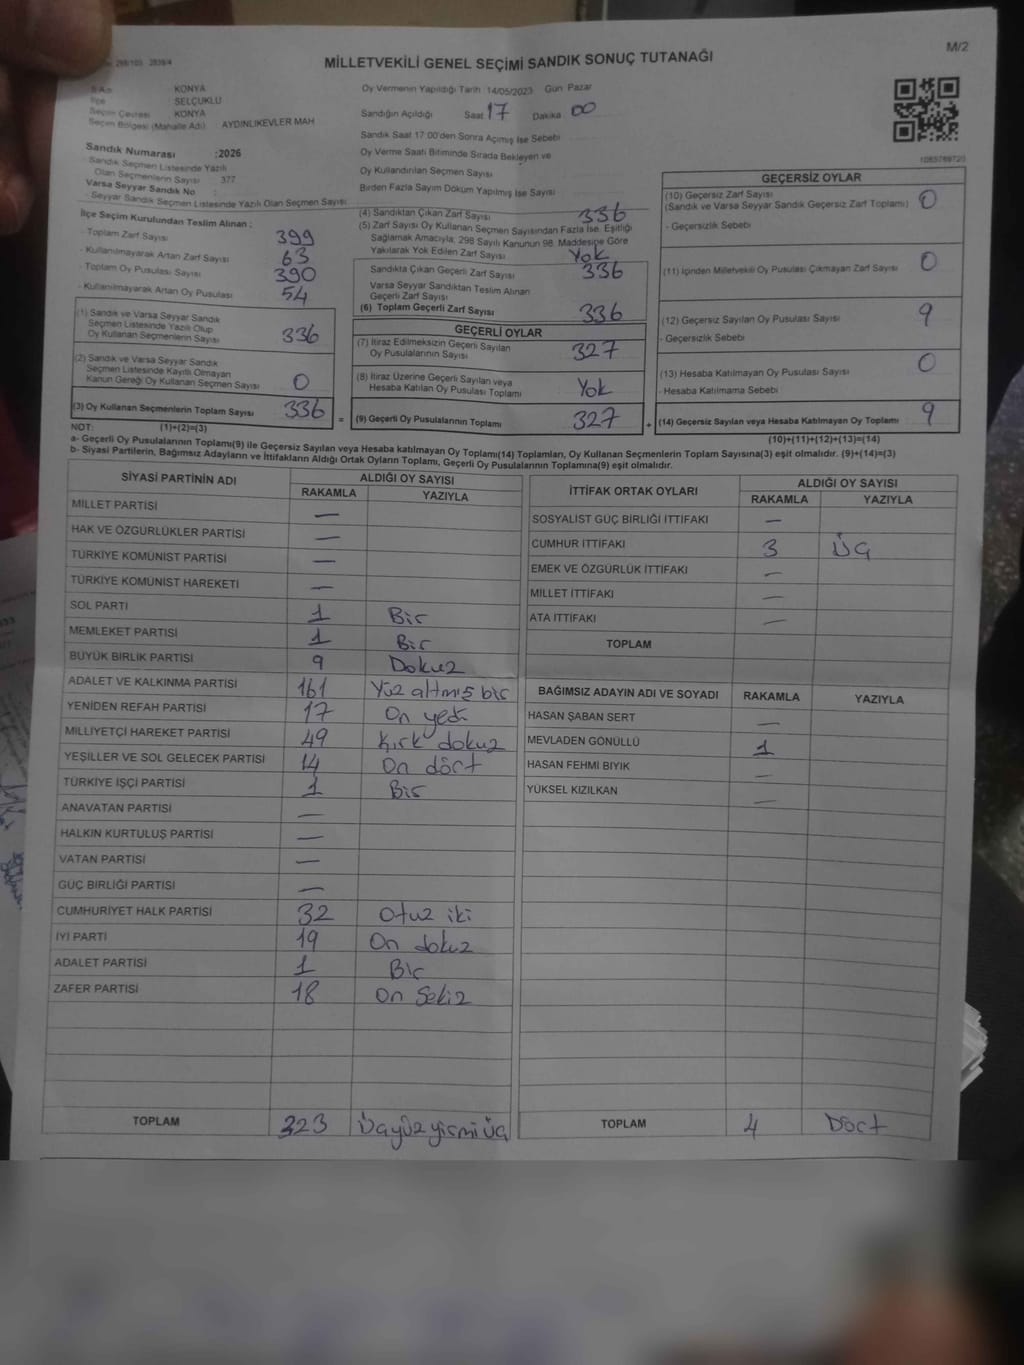 M/2
298/103 2839/4
MİLLETVEKİLİ GENEL SEÇİMİ SANDIK SONUÇ TUTANAĞI
İl Adı : KONYA
İlçe : SELÇUKLU
Seçim Çevresi : KONYA
Seçim Bölgesi (Mahalle Adı) : AYDINLIKEVLER MAH
Sandık Numarası :2026
- Sandık Seçmen Listesinde Yazılı
Olan Seçmenlerin Sayısı : 377
Varsa Seyyar Sandık No :
- Seyyar Sandık Seçmen Listesinde Yazılı Olan Seçmen Sayısı
Oy Vermenin Yapıldığı Tarih :14/05/2023 Gün Pazar
Sandığın Açıldığı Saat 17 Dakika 00
Sandık Saat 17:00'den Sonra Açımış İse Sebebi
Oy Verme Saati Bitiminde Sırada Bekleyen ve
Oy Kullandırılan Seçmen Sayısı
Birden Fazla Sayım Döküm Yapılmış İse Sayısı
1085769720
İlçe Seçim Kurulundan Teslim Alınan :
- Toplam Zarf Sayısı 399
- Kullanılmayarak Artan Zarf Sayısı 63
- Toplam Oy Pusulası Sayısı 390
- Kullanılmayarak Artan Oy Pusulası 54
(1) Sandık ve Varsa Seyyar Sandık
Seçmen Listesinde Yazılı Olup
Oy Kullanan Seçmenlerin Sayısı 336
(2) Sandık ve Varsa Seyyar Sandık
Seçmen Listesinde Kayıtlı Olmayan
Kanun Gereği Oy Kullanan Seçmen Sayısı 0
(3) Oy Kullanan Seçmenlerin Toplam Sayısı 336 =
(4) Sandıktan Çıkan Zarf Sayısı 336
(5) Zarf Sayısı Oy Kullanan Seçmen Sayısından Fazla İse, Eşitliği
Sağlamak Amacıyla, 298 Sayılı Kanunun 98. Maddesine Göre
Yakılarak Yok Edilen Zarf Sayısı Yok
Sandıkta Çıkan Geçerli Zarf Sayısı 336
Varsa Seyyar Sandıktan Teslim Alınan
Geçerli Zarf Sayısı
(6) Toplam Geçerli Zarf Sayısı 336
GEÇERLİ OYLAR
(7) İtiraz Edilmeksizin Geçerli Sayılan
Oy Pusulalarının Sayısı 327
(8) İtiraz Üzerine Geçerli Sayılan veya
Hesaba Katılan Oy Pusulası Toplamı Yok
(9) Geçerli Oy Pusulalarının Toplamı 327 +
GEÇERSİZ OYLAR
(10) Geçersiz Zarf Sayısı
(Sandık ve Varsa Seyyar Sandık Geçersiz Zarf Toplamı) 0
- Geçersizlik Sebebi
(11) İçinden Milletvekili Oy Pusulası Çıkmayan Zarf Sayısı 0
(12) Geçersiz Sayılan Oy Pusulası Sayısı 9
- Geçersizlik Sebebi
(13) Hesaba Katılmayan Oy Pusulası Sayısı 0
- Hesaba Katılmama Sebebi
(14) Geçersiz Sayılan veya Hesaba Katılmayan Oy Toplamı 9
NOT: (1)+(2)=(3)
(10)+(11)+(12)+(13)=(14)
a- Geçerli Oy Pusulalarının Toplamı(9) ile Geçersiz Sayılan veya Hesaba katılmayan Oy Toplamı(14) Toplamları, Oy Kullanan Seçmenlerin Toplam Sayısına(3) eşit olmalıdır. (9)+(14)=(3)
b- Siyasi Partilerin, Bağımsız Adayların ve İttifakların Aldığı Ortak Oyların Toplamı, Geçerli Oy Pusulalarının Toplamına(9) eşit olmalıdır.
SİYASİ PARTİNİN ADI ALDIĞI OY SAYISI
RAKAMLA YAZIYLA
MİLLET PARTİSİ —
HAK VE ÖZGÜRLÜKLER PARTİSİ —
TÜRKİYE KOMÜNİST PARTİSİ —
TÜRKİYE KOMÜNİST HAREKETİ —
SOL PARTİ 1 Bir
MEMLEKET PARTİSİ 1 Bir
BÜYÜK BİRLİK PARTİSİ 9 Dokuz
ADALET VE KALKINMA PARTİSİ 161 Yüz altmış bir
YENİDEN REFAH PARTİSİ 17 On yedi
MİLLİYETÇİ HAREKET PARTİSİ 49 Kırk dokuz
YEŞİLLER VE SOL GELECEK PARTİSİ 14 On dört
TÜRKİYE İŞÇİ PARTİSİ 1 Bir
ANAVATAN PARTİSİ —
HALKIN KURTULUŞ PARTİSİ —
VATAN PARTİSİ —
GÜÇ BİRLİĞİ PARTİSİ —
CUMHURİYET HALK PARTİSİ 32 Otuz iki
İYİ PARTİ 19 On dokuz
ADALET PARTİSİ 1 Bir
ZAFER PARTİSİ 18 On Sekiz
TOPLAM 323 Üçyüzyirmiüç
İTTİFAK ORTAK OYLARI ALDIĞI OY SAYISI
RAKAMLA YAZIYLA
SOSYALİST GÜÇ BİRLİĞİ İTTİFAKI —
CUMHUR İTTİFAKI 3 Üç
EMEK VE ÖZGÜRLÜK İTTİFAKI —
MİLLET İTTİFAKI —
ATA İTTİFAKI —
TOPLAM
BAĞIMSIZ ADAYIN ADI VE SOYADI RAKAMLA YAZIYLA
HASAN ŞABAN SERT —
MEVLADEN GÖNÜLLÜ 1
HASAN FEHMİ BIYIK —
YÜKSEL KIZILKAN —
TOPLAM 4 Dört